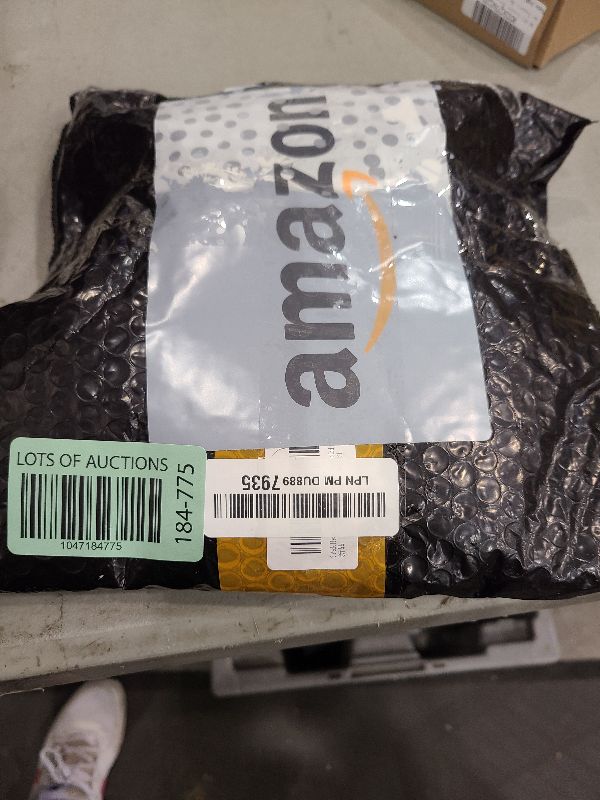 amazon
LOTS OF AUCTIONS
1047184775
184-775
LPN PM DU889 7935